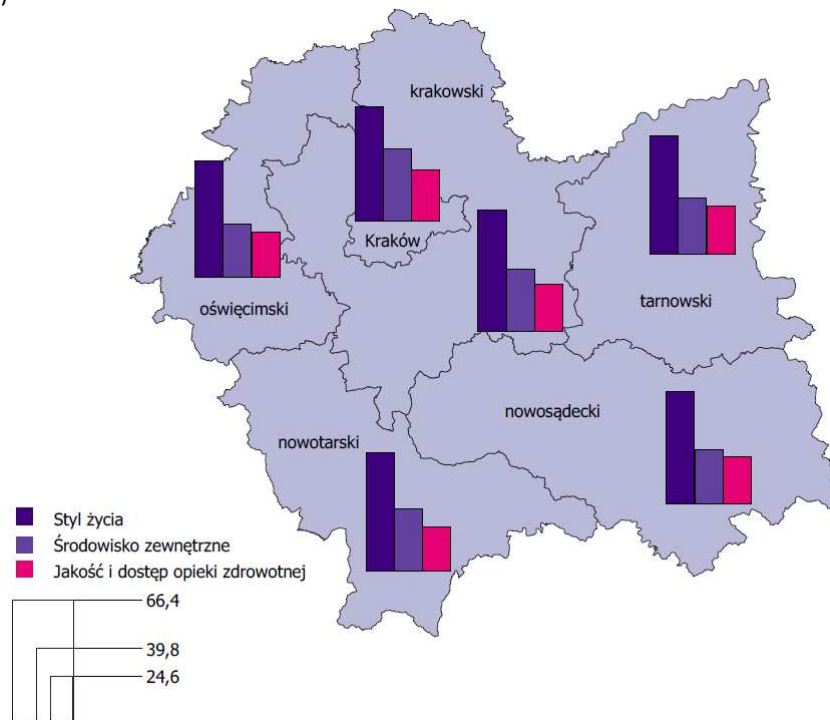 )
krakowski
Kraków
oświęcimski
tarnowski
nowosądecki
nowotarski
Styl życia
Środowisko zewnętrzne
Jakość i dostęp opieki zdrowotnej
66,4
39,8
24,6